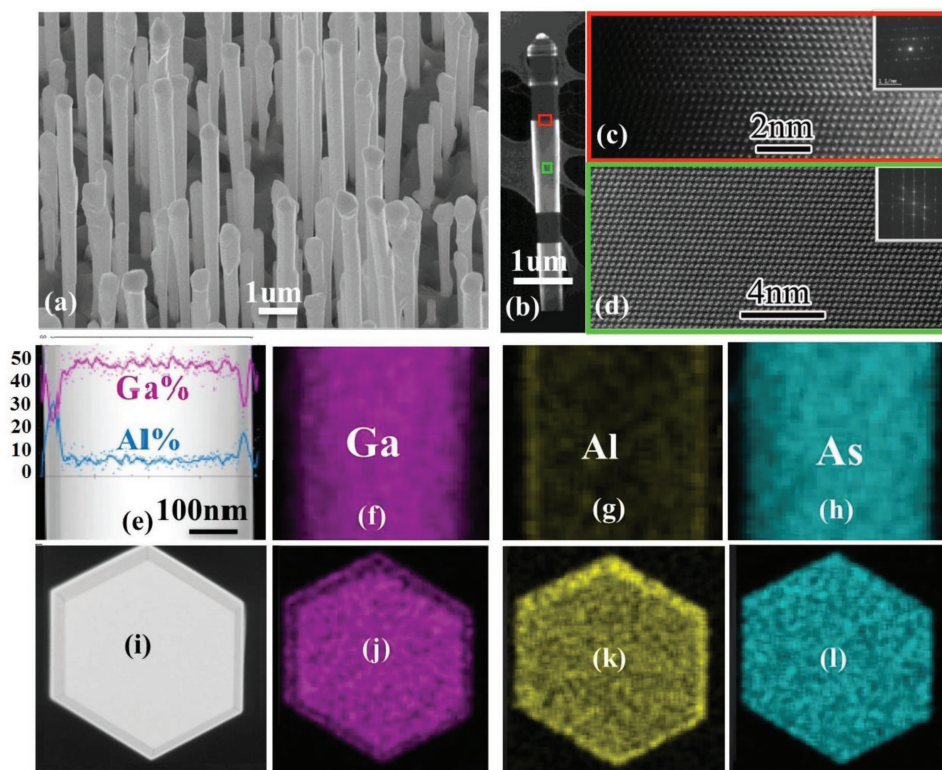 (a)
1um
(b)
1um
(c)
2nm
(d)
4nm
50
40
30
20
10
0
Ga%
Al%
(e)
100nm
Ga
(f)
Al
(g)
As
(h)
(i)
(j)
(k)
(l)